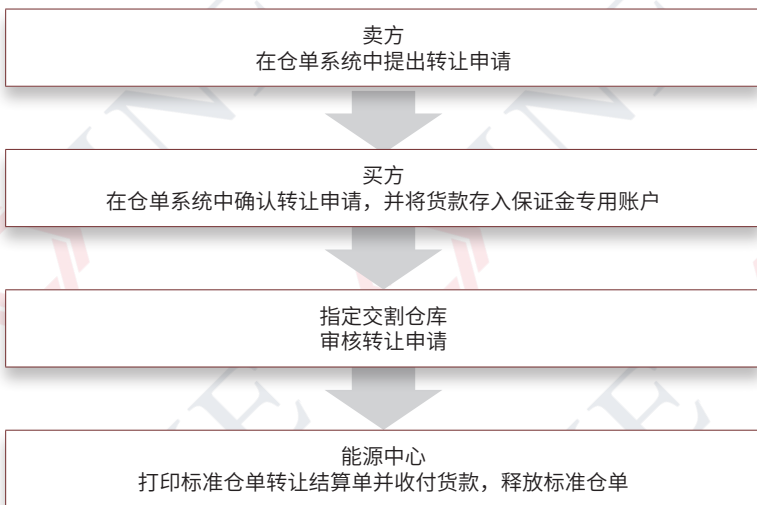 卖方
在仓单系统中提出转让申请
买方
在仓单系统中确认转让申请，并将货款存入保证金专用账户
指定交割仓库
审核转让申请
能源中心
打印标准仓单转让结算单并收付货款，释放标准仓单